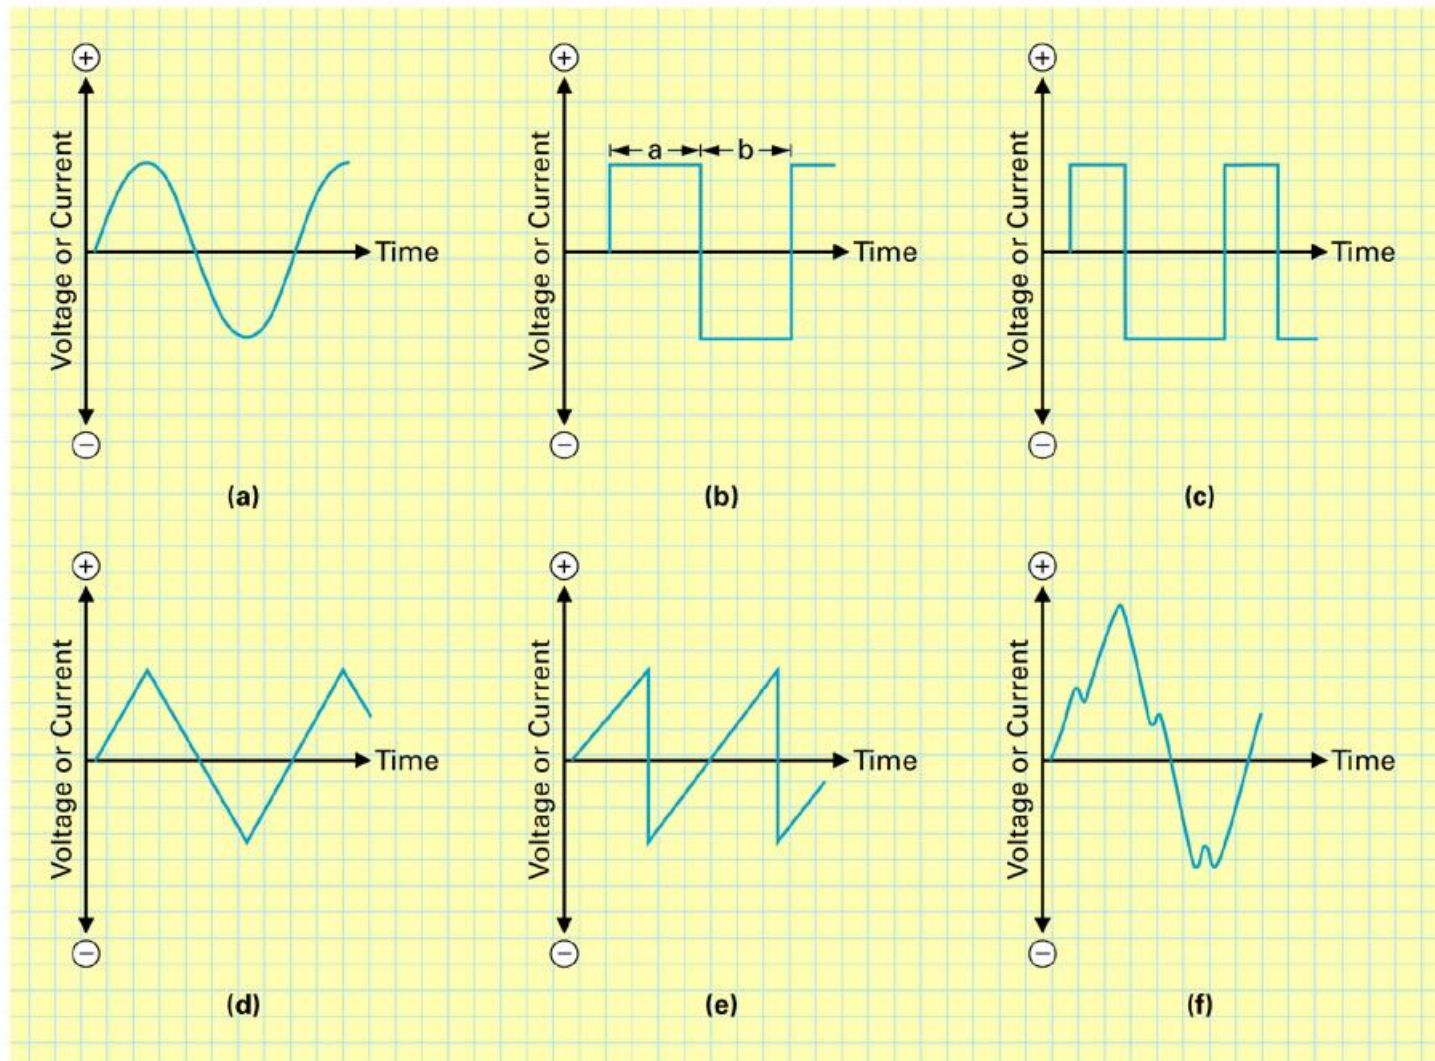 +
+
+
Voltage or Current
Time
Voltage or Current
a
b
Time
Voltage or Current
Time
−
−
−
(a)
(b)
(c)
+
+
+
Voltage or Current
Time
Voltage or Current
Time
Voltage or Current
Time
−
−
−
(d)
(e)
(f)